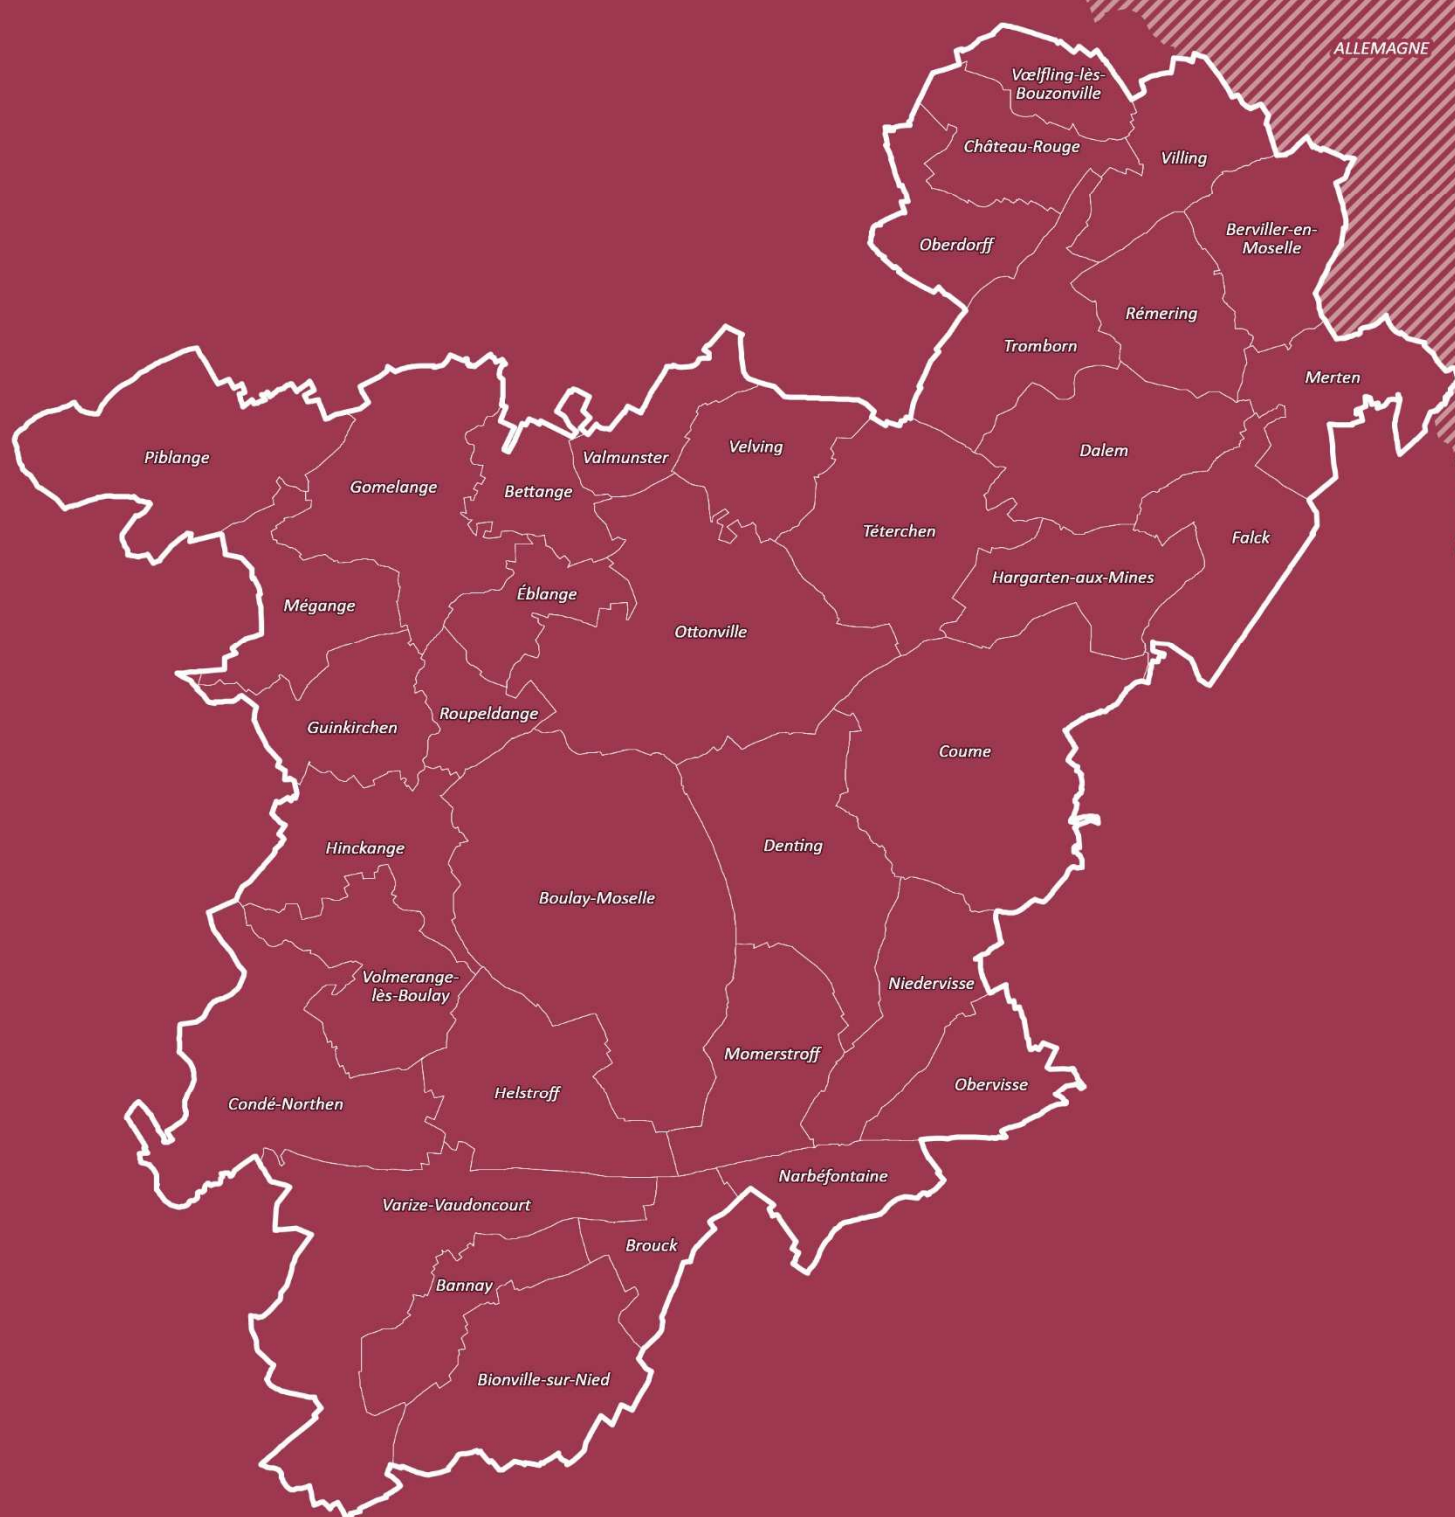 ALLEMAGNE
Vœlfling-lès-
Bouzonville
Château-Rouge
Villing
Berviller-en-
Moselle
Oberdorff
Rémering
Tromborn
Merten
Piblange
Gomelange
Bettange
Valmunster
Velving
Dalem
Téterchen
Falck
Hargarten-aux-Mines
Mégange
Éblange
Ottonville
Guinkirchen
Roupeldange
Coume
Hinckange
Denting
Boulay-Moselle
Volmerange-
lès-Boulay
Niedervisse
Momerstroff
Obervisse
Condé-Northen
Helstroff
Narbéfontaine
Varize-Vaudoncourt
Brouck
Bannay
Bionville-sur-Nied